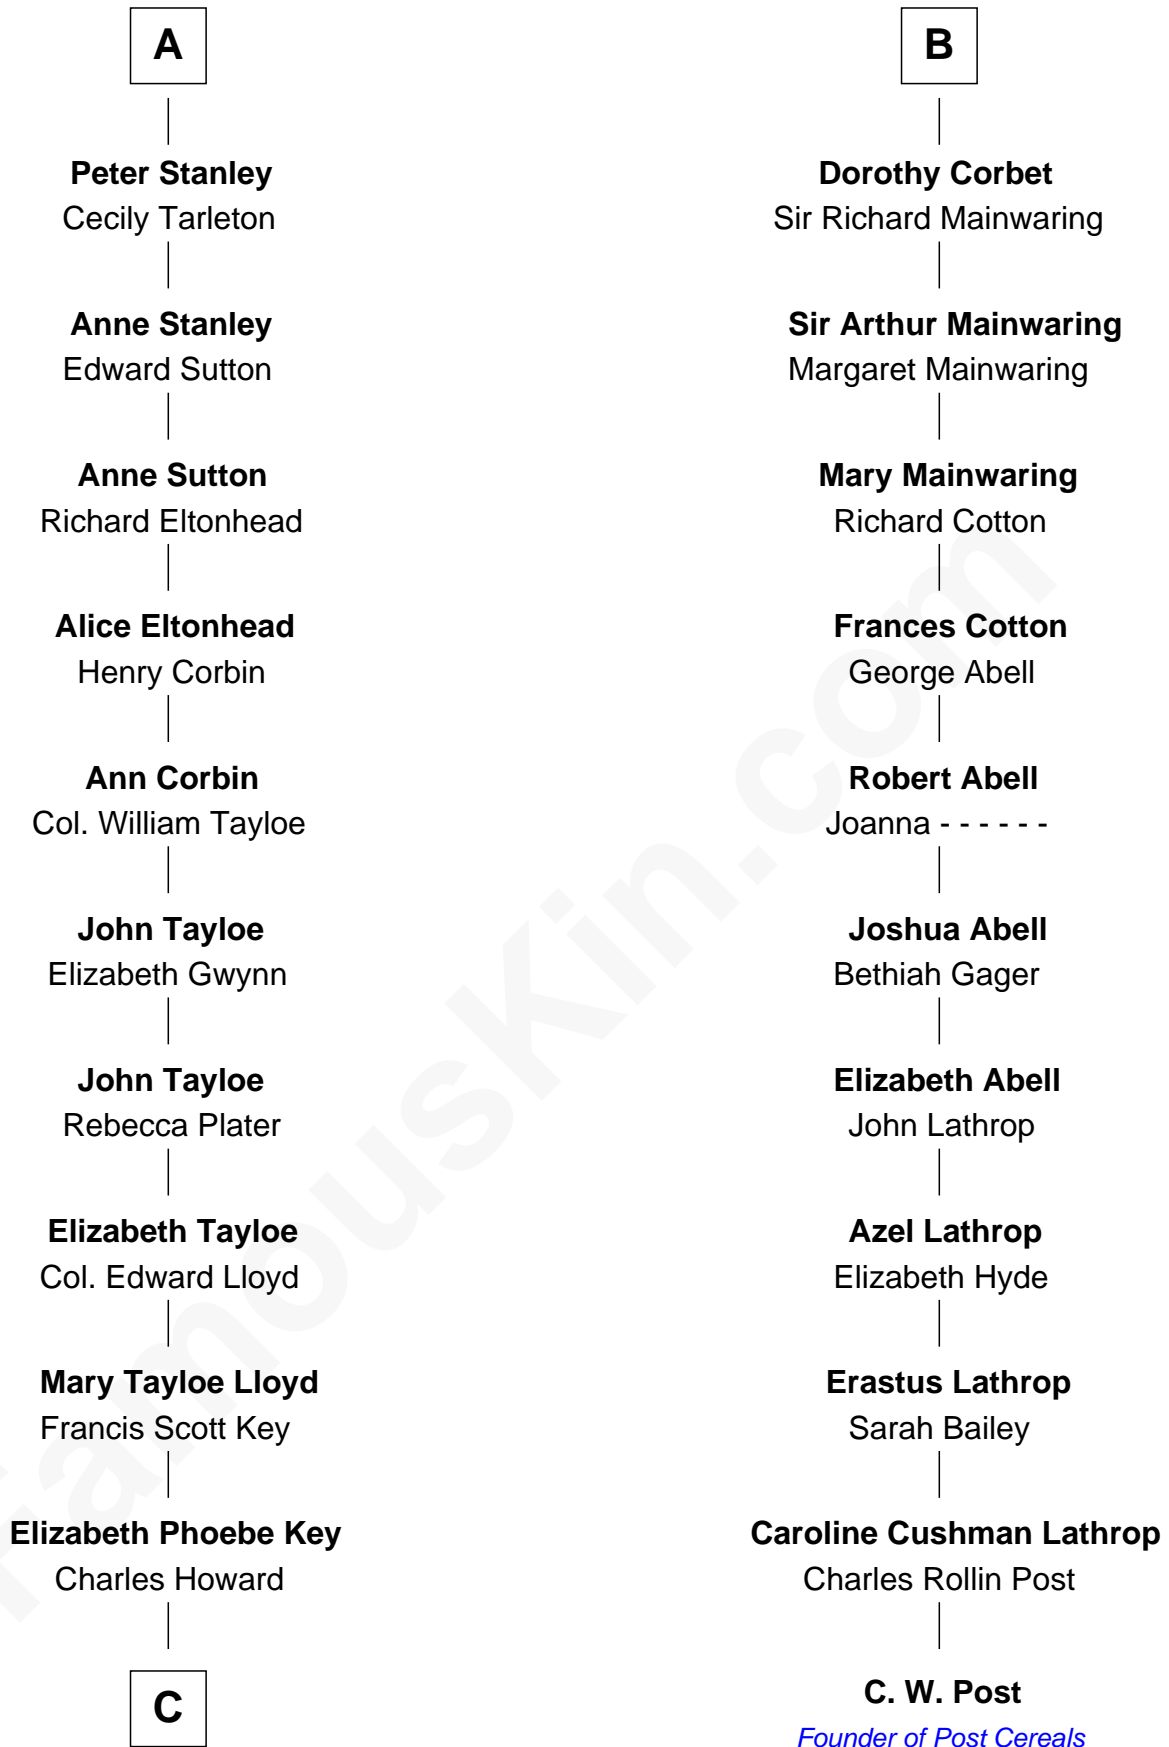 A
Peter Stanley
Cecily Tarleton
Anne Stanley
Edward Sutton
Anne Sutton
Richard Eltonhead
Alice Eltonhead
Henry Corbin
Ann Corbin
Col. William Tayloe
John Tayloe
Elizabeth Gwynn
John Tayloe
Rebecca Plater
Elizabeth Tayloe
Col. Edward Lloyd
Mary Tayloe Lloyd
Francis Scott Key
Elizabeth Phoebe Key
Charles Howard
C
B
Dorothy Corbet
Sir Richard Mainwaring
Sir Arthur Mainwaring
Margaret Mainwaring
Mary Mainwaring
Richard Cotton
Frances Cotton
George Abell
Robert Abell
Joanna - - - - - -
Joshua Abell
Bethiah Gager
Elizabeth Abell
John Lathrop
Azel Lathrop
Elizabeth Hyde
Erastus Lathrop
Sarah Bailey
Caroline Cushman Lathrop
Charles Rollin Post
C. W. Post
Founder of Post Cereals
FamousKin.com